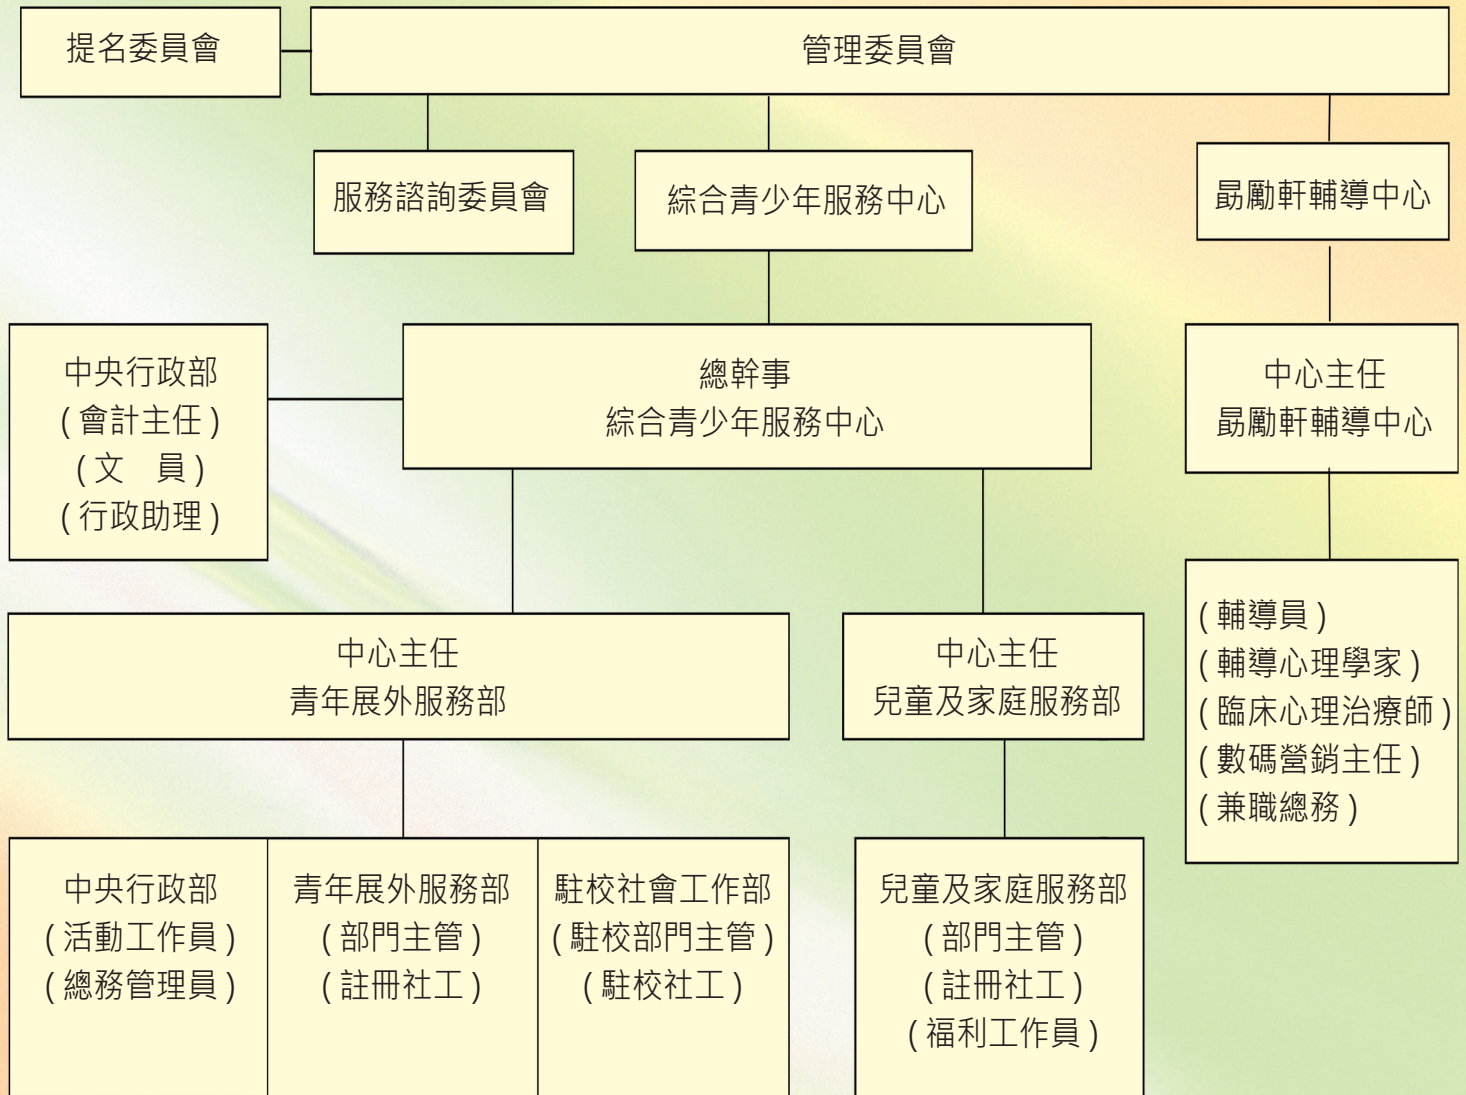 提名委員會
管理委員會
服務諮詢委員會
綜合青少年服務中心
勗勵軒輔導中心
中央行政部
(會計主任)
(文　員)
(行政助理)
總幹事
綜合青少年服務中心
中心主任
勗勵軒輔導中心
中心主任
青年展外服務部
中心主任
兒童及家庭服務部
(輔導員)
(輔導心理學家)
(臨床心理治療師)
(數碼營銷主任)
(兼職總務)
中央行政部
(活動工作員)
(總務管理員)
青年展外服務部
(部門主管)
(註冊社工)
駐校社會工作部
(駐校部門主管)
(駐校社工)
兒童及家庭服務部
(部門主管)
(註冊社工)
(福利工作員)